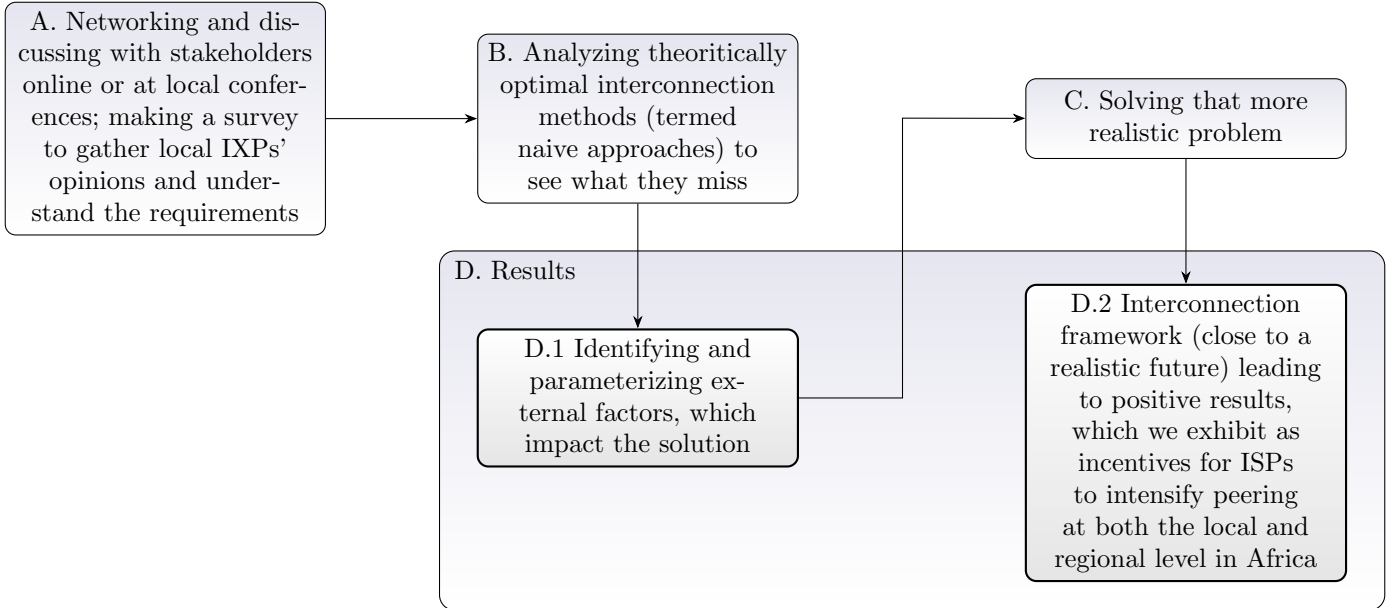 A. Networking and dis-
cussing with stakeholders
online or at local confer-
ences; making a survey
to gather local IXPs'
opinions and under-
stand the requirements
B. Analyzing theoritically
optimal interconnection
methods (termed
naive approaches) to
see what they miss
C. Solving that more
realistic problem
D. Results
D.1 Identifying and
parameterizing ex-
ternal factors, which
impact the solution
D.2 Interconnection
framework (close to a
realistic future) leading
to positive results,
which we exhibit as
incentives for ISPs
to intensify peering
at both the local and
regional level in Africa